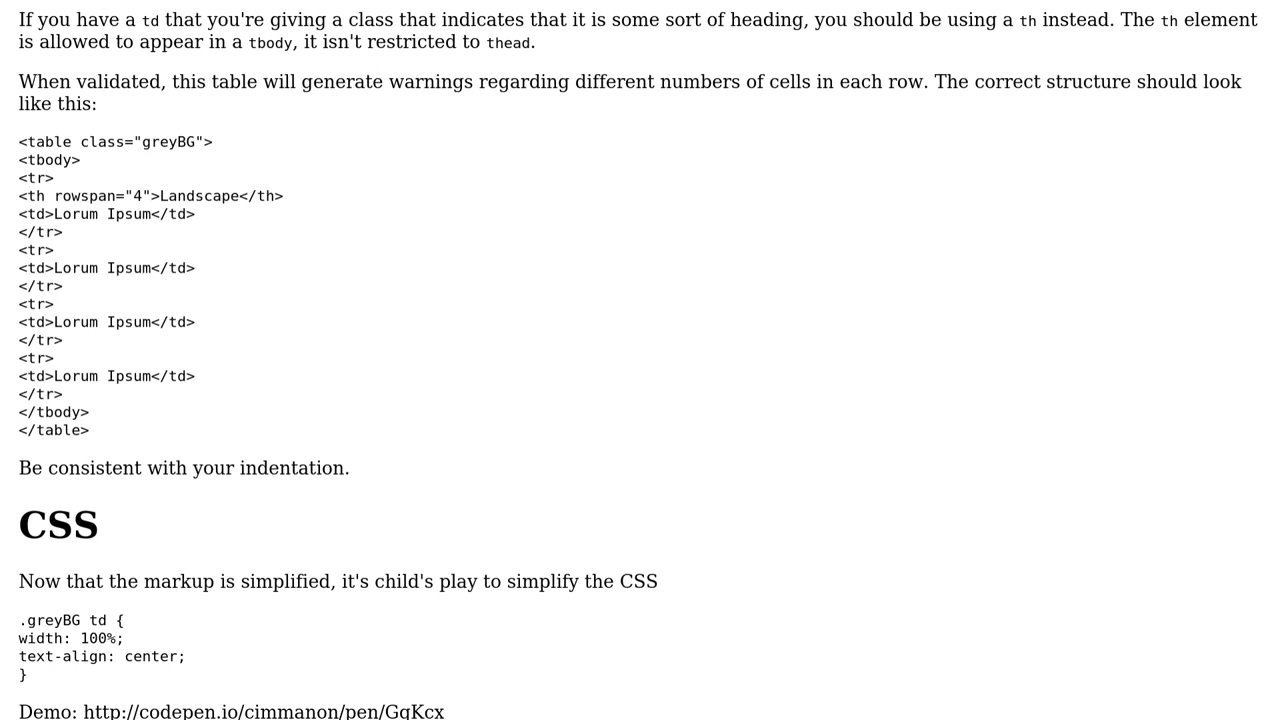 If you have a td that you're giving a class that indicates that it is some sort of heading, you should be using a th instead. The th element
is allowed to appear in a tbody, it isn't restricted to thead.
When validated, this table will generate warnings regarding different numbers of cells in each row. The correct structure should look
like this:
<table class="greyBG">
<tbody>
<tr>
<th rowspan="4">Landscape</th>
<td>Lorum Ipsum</td>
</tr>
<tr>
<td>Lorum Ipsum</td>
</tr>
<tr>
<td>Lorum Ipsum</td>
</tr>
<tr>
<td>Lorum Ipsum</td>
</tr>
</tbody>
</table>
Be consistent with your indentation.
CSS
Now that the markup is simplified, it's child's play to simplify the CSS
.greyBG td {
width: 100%;
text-align: center;
}
Demo: http://codepen.io/cimmanon/pen/GqKcx